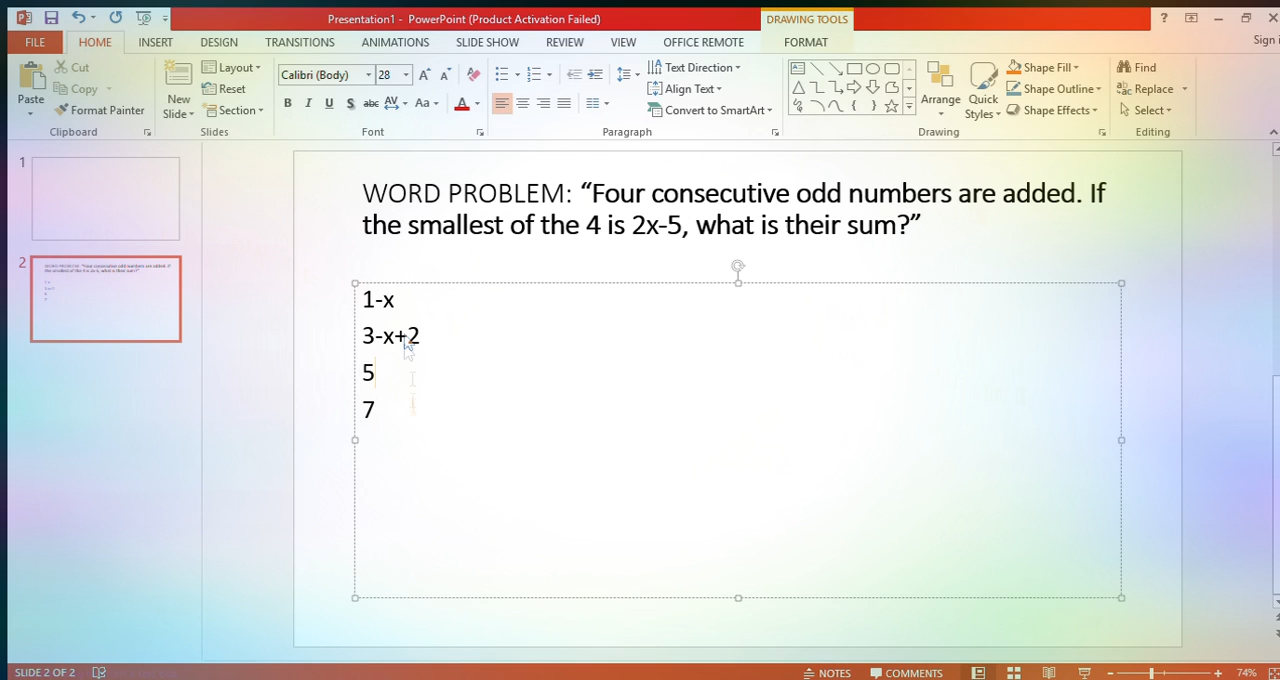 Presentation1 - PowerPoint (Product Activation Failed)
DRAWING TOOLS
?
FILE
HOME
INSERT
DESIGN
TRANSITIONS
ANIMATIONS
SLIDE SHOW
REVIEW
VIEW
OFFICE REMOTE
FORMAT
Sign i
Paste
Cut
Copy
Format Painter
Clipboard
New
Slide
Layout
Reset
Section
Slides
Calibri (Body)
28
B I U S abc AV Aa A
Font
Text Direction
Align Text
Convert to SmartArt
Paragraph
Arrange
Quick
Styles
Shape Fill
Shape Outline
Shape Effects
Drawing
Find
Replace
Select
Editing
1
2
WORD PROBLEM: “Four consecutive odd numbers are added. If
the smallest of the 4 is 2x-5, what is their sum?”
1-x
3-x+2
5
7
SLIDE 2 OF 2
NOTES
COMMENTS
74%